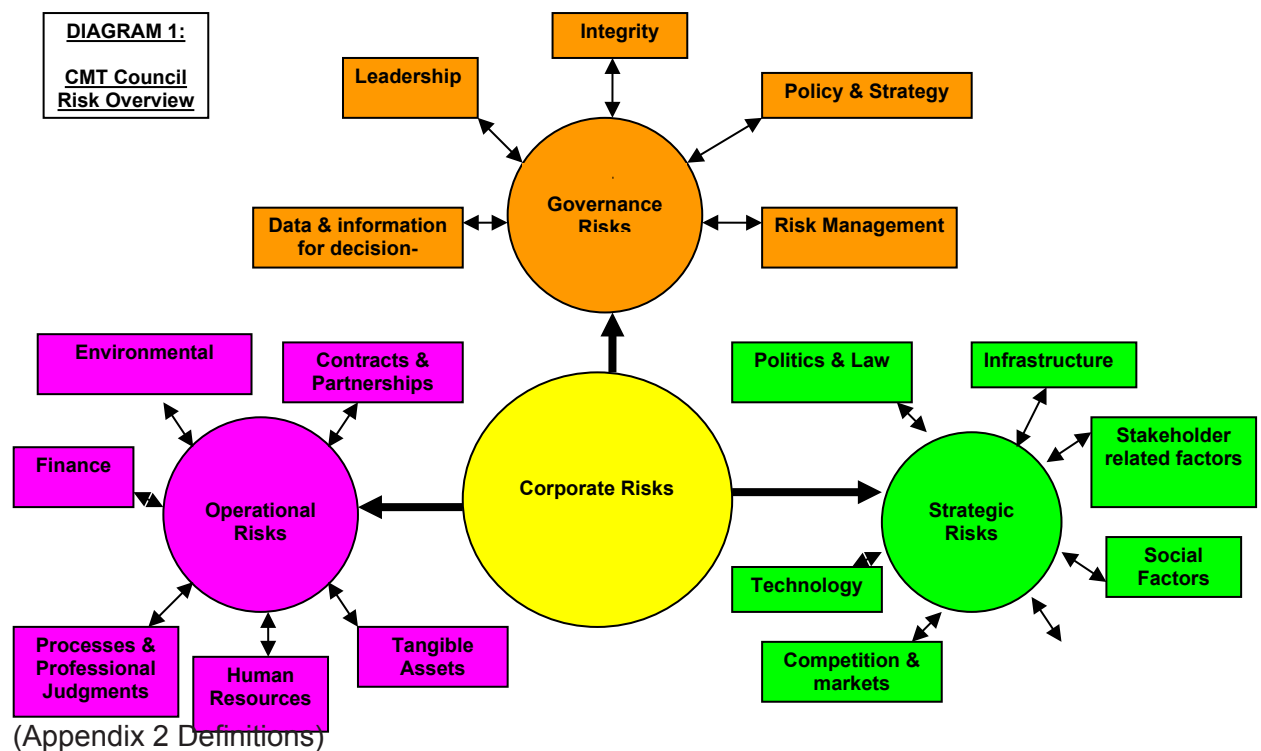 DIAGRAM 1:
CMT Council
Risk Overview
Integrity
Leadership
Policy & Strategy
Governance
Risks
Data & information
for decision-
Risk Management
Environmental
Contracts &
Partnerships
Finance
Operational
Risks
Processes &
Professional
Judgments
Human
Resources
Tangible
Assets
Corporate Risks
Politics & Law
Infrastructure
Stakeholder
related factors
Strategic
Risks
Technology
Social
Factors
Competition &
markets
(Appendix 2 Definitions)